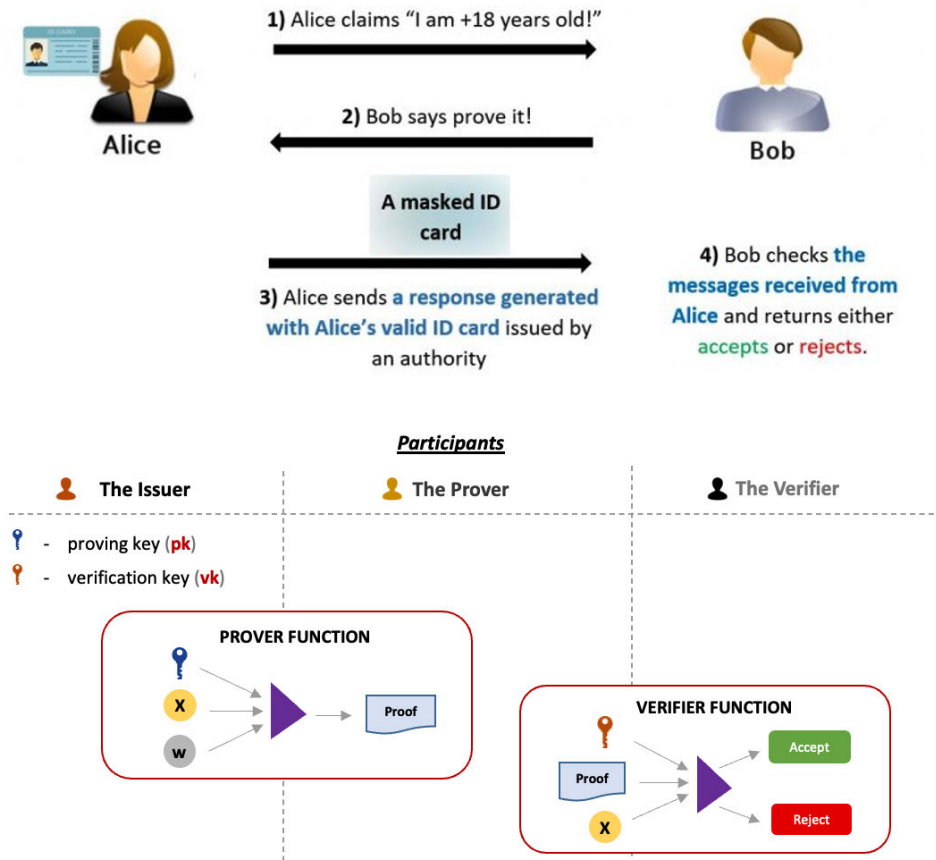 ID CARD
1) Alice claims “I am +18 years old!”
2) Bob says prove it!
Alice
Bob
A masked ID
card
3) Alice sends a response generated
with Alice’s valid ID card issued by
an authority
4) Bob checks the
messages received from
Alice and returns either
accepts or rejects.
Participants
The Issuer
The Prover
The Verifier
- proving key (pk)
- verification key (vk)
PROVER FUNCTION
X
w
Proof
VERIFIER FUNCTION
Proof
X
Accept
Reject